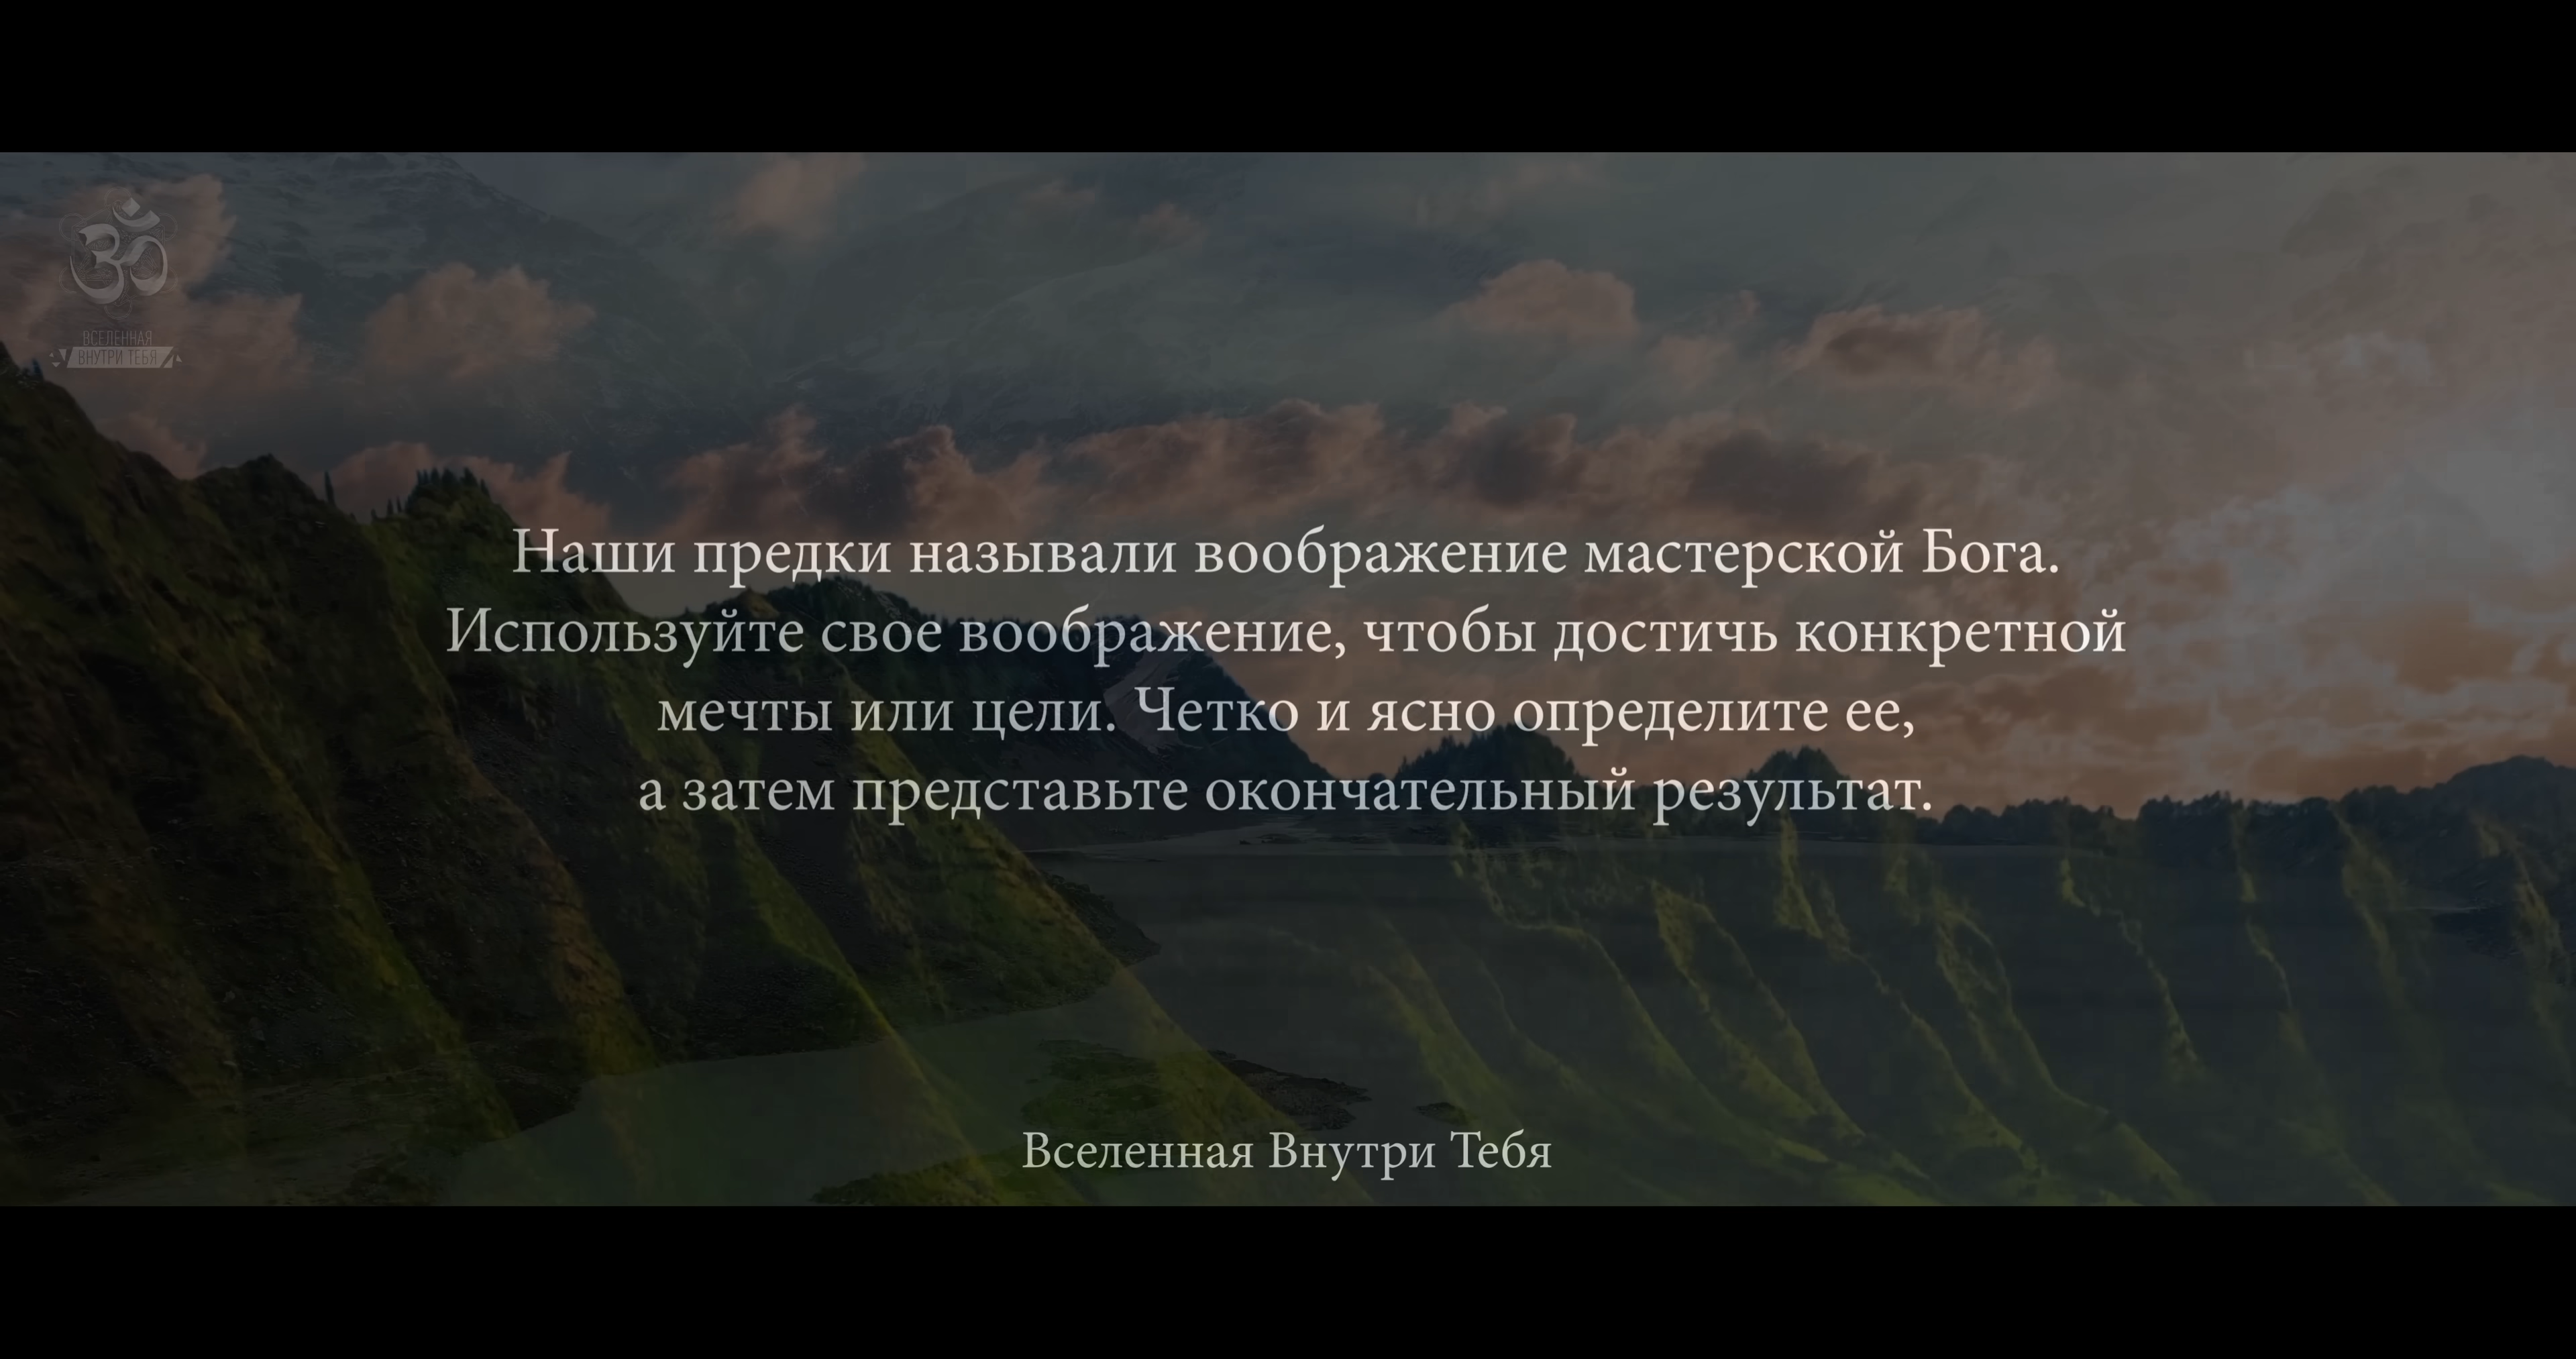 ВСЕЛЕННАЯ
ВНУТРИ ТЕБЯ
Наши предки называли воображение мастерской Бога.
Используйте свое воображение, чтобы достичь конкретной
мечты или цели. Четко и ясно определите ее,
а затем представьте окончательный результат.
Вселенная Внутри Тебя